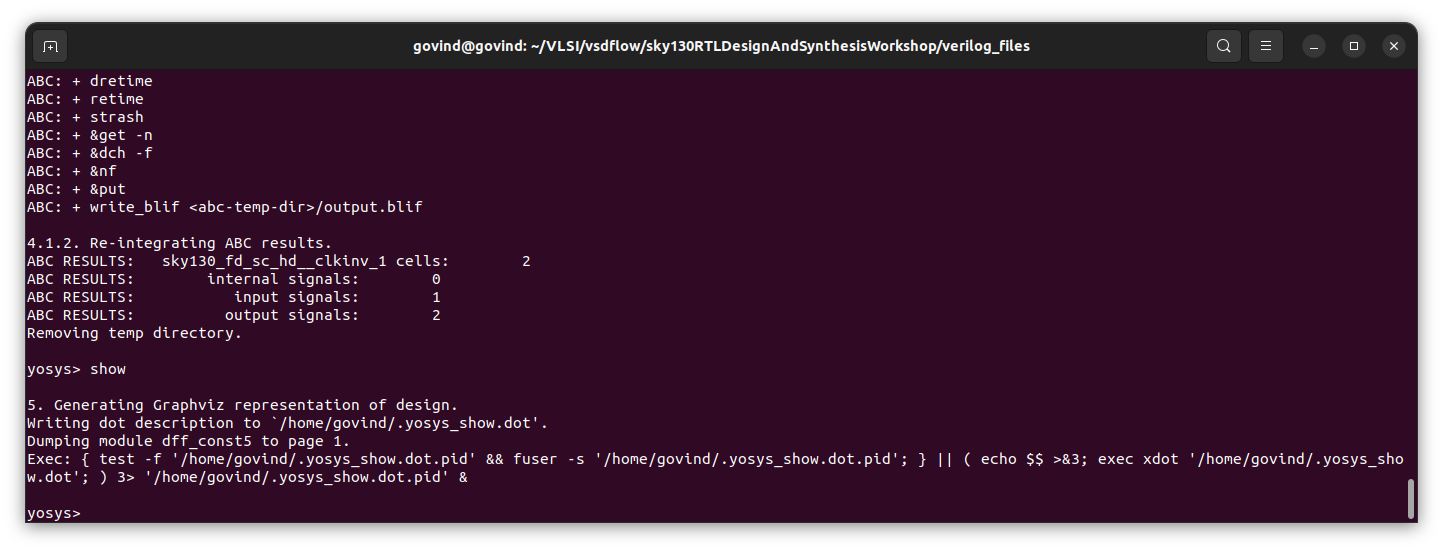 govind@govind: ~/VLSI/vsdflow/sky130RTLDesignAndSynthesisWorkshop/verilog_files
ABC: + dretime
ABC: + retime
ABC: + strash
ABC: + &get -n
ABC: + &dch -f
ABC: + &nf
ABC: + &put
ABC: + write_blif <abc-temp-dir>/output.blif
4.1.2. Re-integrating ABC results.
ABC RESULTS:   sky130_fd_sc_hd__clkinv_1 cells:        2
ABC RESULTS:        internal signals:        0
ABC RESULTS:           input signals:        1
ABC RESULTS:          output signals:        2
Removing temp directory.
yosys> show
5. Generating Graphviz representation of design.
Writing dot description to `/home/govind/.yosys_show.dot'.
Dumping module dff_const5 to page 1.
Exec: { test -f '/home/govind/.yosys_show.dot.pid' && fuser -s '/home/govind/.yosys_show.dot.pid'; } || ( echo $$ >&3; exec xdot '/home/govind/.yosys_sho
w.dot'; ) 3> '/home/govind/.yosys_show.dot.pid' &
yosys>